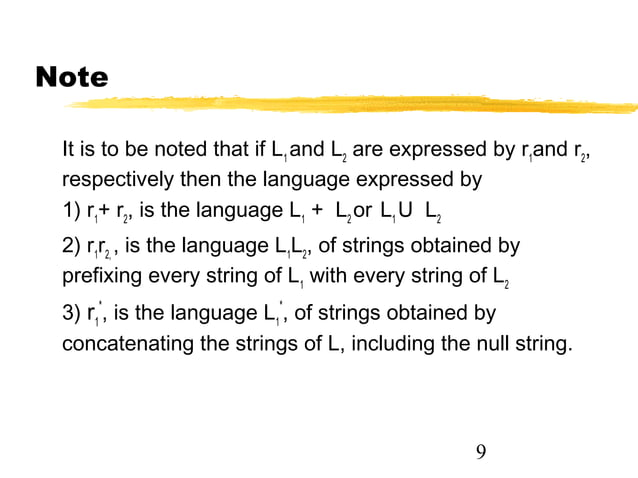 Note
It is to be noted that if L₁ and L₂ are expressed by r₁and r₂,
respectively then the language expressed by
1) r₁+ r₂, is the language L₁ + L₂ or L₁ U L₂
2) r₁r₂, , is the language L₁L₂, of strings obtained by
prefixing every string of L₁ with every string of L₂
3) r₁*, is the language L₁*, of strings obtained by
concatenating the strings of L, including the null string.
9